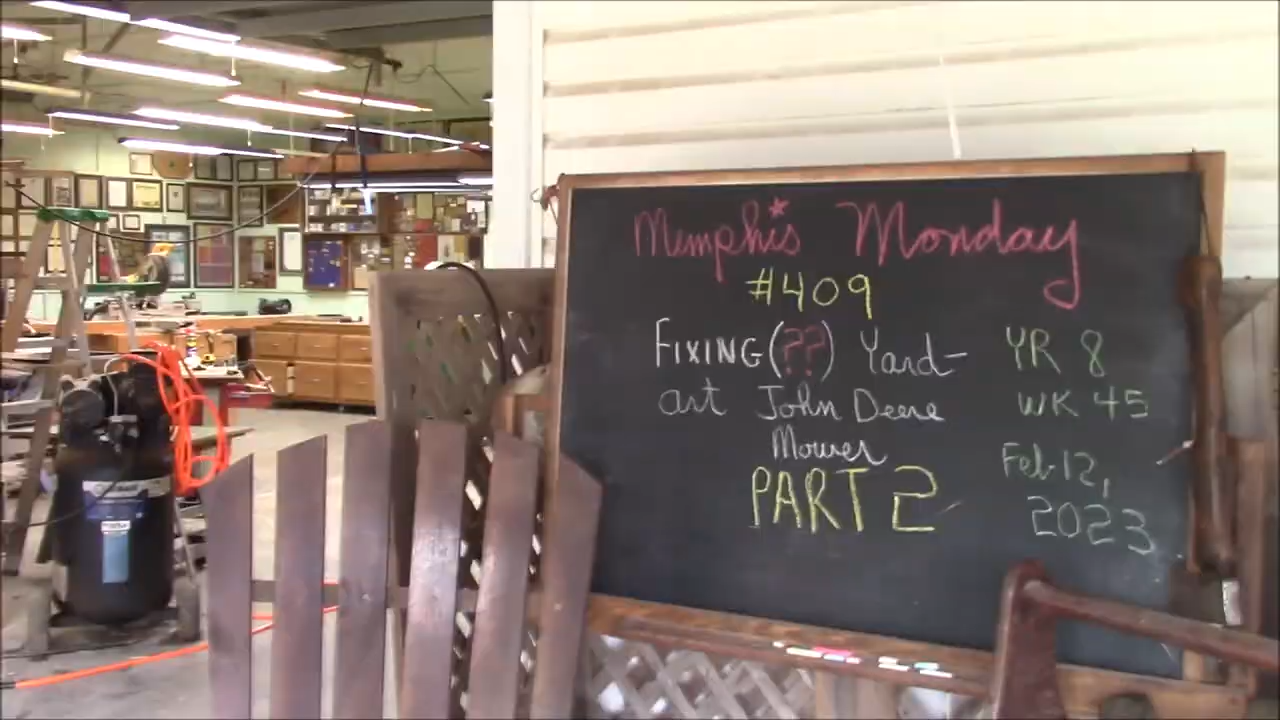 Memphis Monday
#409
FIXING (??) Yard-
art John Deere
Mower
PART 2
YR 8
WK 45
Feb 12,
2023